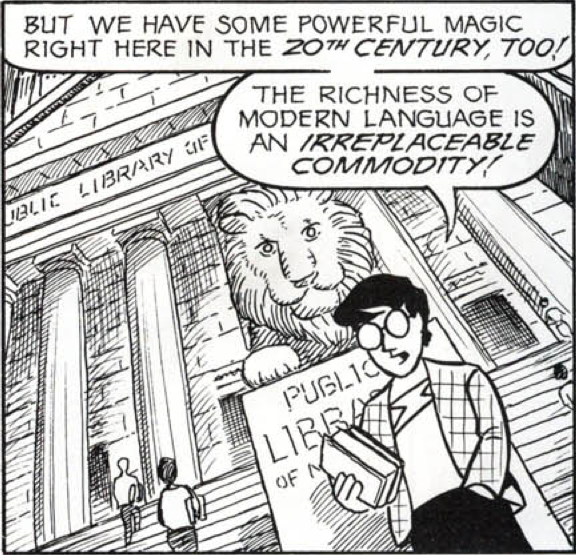 BUT WE HAVE SOME POWERFUL MAGIC
RIGHT HERE IN THE 20TH CENTURY, TOO!
THE RICHNESS OF
MODERN LANGUAGE IS
AN IRREPLACEABLE
COMMODITY!
LIBRARY OF
PUBLIC
OF